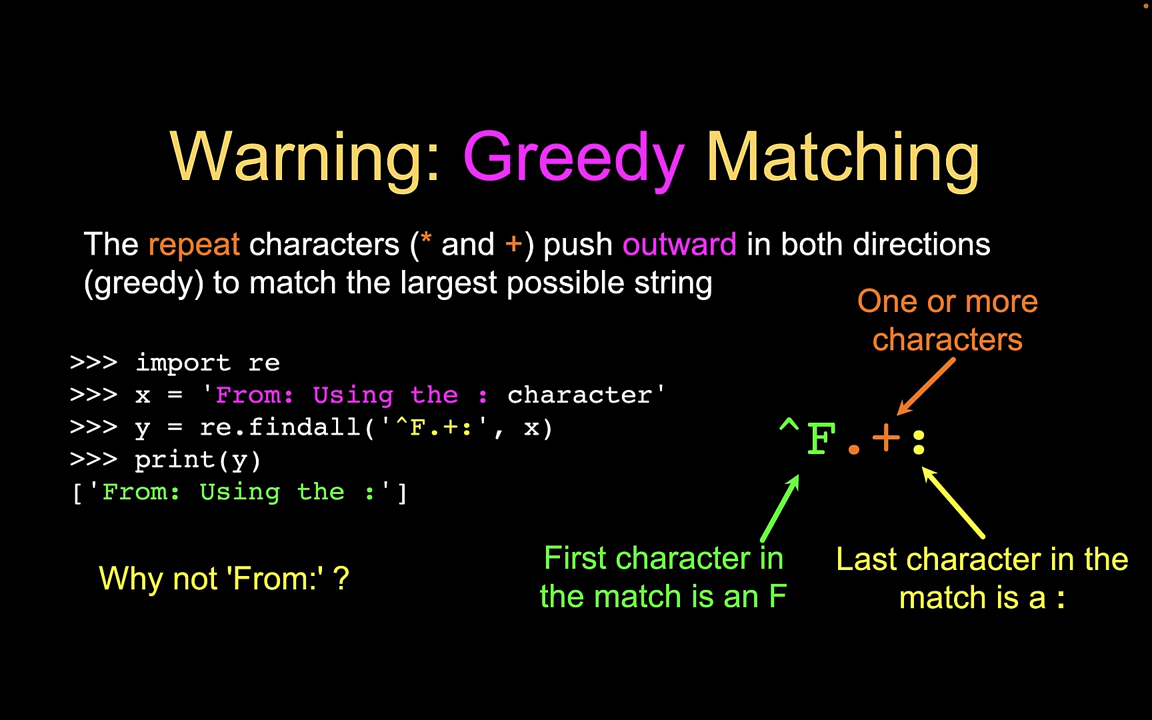 Warning: Greedy Matching
The repeat characters (* and +) push outward in both directions
(greedy) to match the largest possible string
One or more
characters
>>> import re
>>> x = 'From: Using the : character'
>>> y = re.findall('^F.+:', x)
>>> print(y)
['From: Using the :']
^F.+:
Why not 'From:' ?
First character in
the match is an F
Last character in the
match is a :